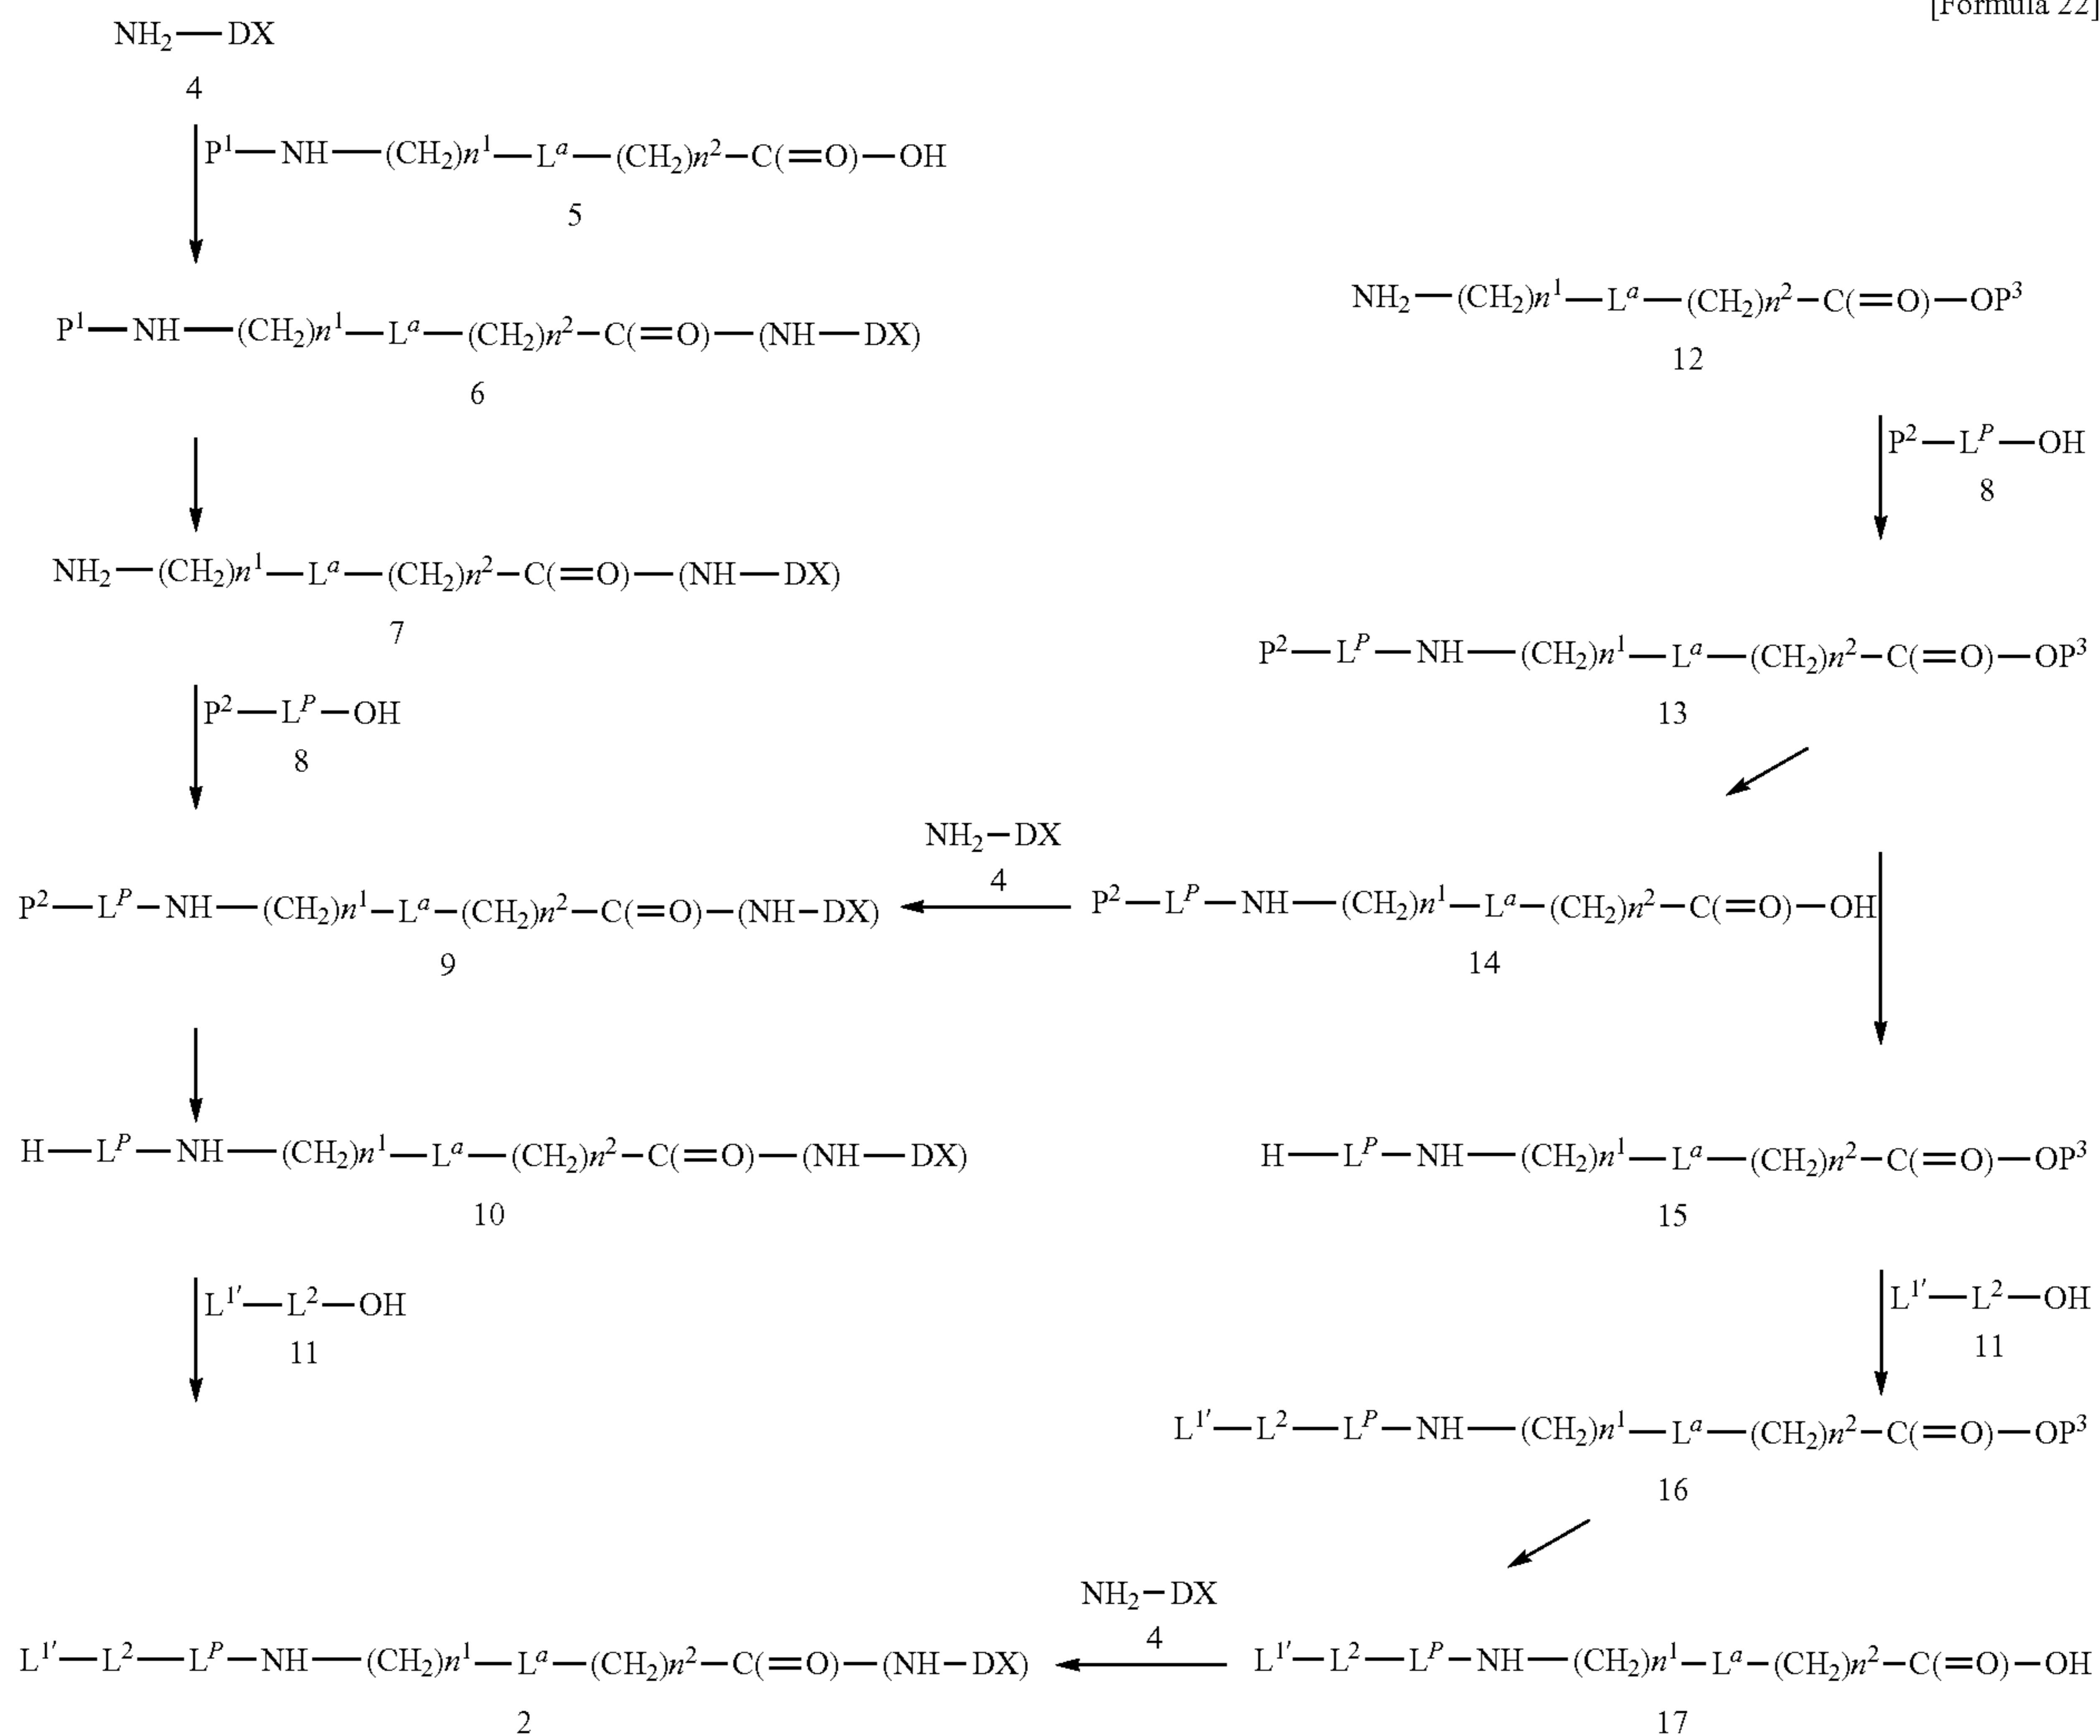 [Formula 22]
NH₂—DX
4
P¹—NH—(CH₂)n¹—Lᵃ—(CH₂)n²—C(=O)—OH
5
P¹—NH—(CH₂)n¹—Lᵃ—(CH₂)n²—C(=O)—(NH—DX)
6
NH₂—(CH₂)n¹—Lᵃ—(CH₂)n²—C(=O)—(NH—DX)
7
P²—Lᴾ—OH
8
P²—Lᴾ—NH—(CH₂)n¹—Lᵃ—(CH₂)n²—C(=O)—(NH—DX)
9
H—Lᴾ—NH—(CH₂)n¹—Lᵃ—(CH₂)n²—C(=O)—(NH—DX)
10
L¹′—L²—OH
11
L¹′—L²—Lᴾ—NH—(CH₂)n¹—Lᵃ—(CH₂)n²—C(=O)—(NH—DX)
2
NH₂—(CH₂)n¹—Lᵃ—(CH₂)n²—C(=O)—OP³
12
P²—Lᴾ—OH
8
P²—Lᴾ—NH—(CH₂)n¹—Lᵃ—(CH₂)n²—C(=O)—OP³
13
NH₂—DX
4
P²—Lᴾ—NH—(CH₂)n¹—Lᵃ—(CH₂)n²—C(=O)—OH
14
H—Lᴾ—NH—(CH₂)n¹—Lᵃ—(CH₂)n²—C(=O)—OP³
15
L¹′—L²—OH
11
L¹′—L²—Lᴾ—NH—(CH₂)n¹—Lᵃ—(CH₂)n²—C(=O)—OP³
16
NH₂—DX
4
L¹′—L²—Lᴾ—NH—(CH₂)n¹—Lᵃ—(CH₂)n²—C(=O)—OH
17